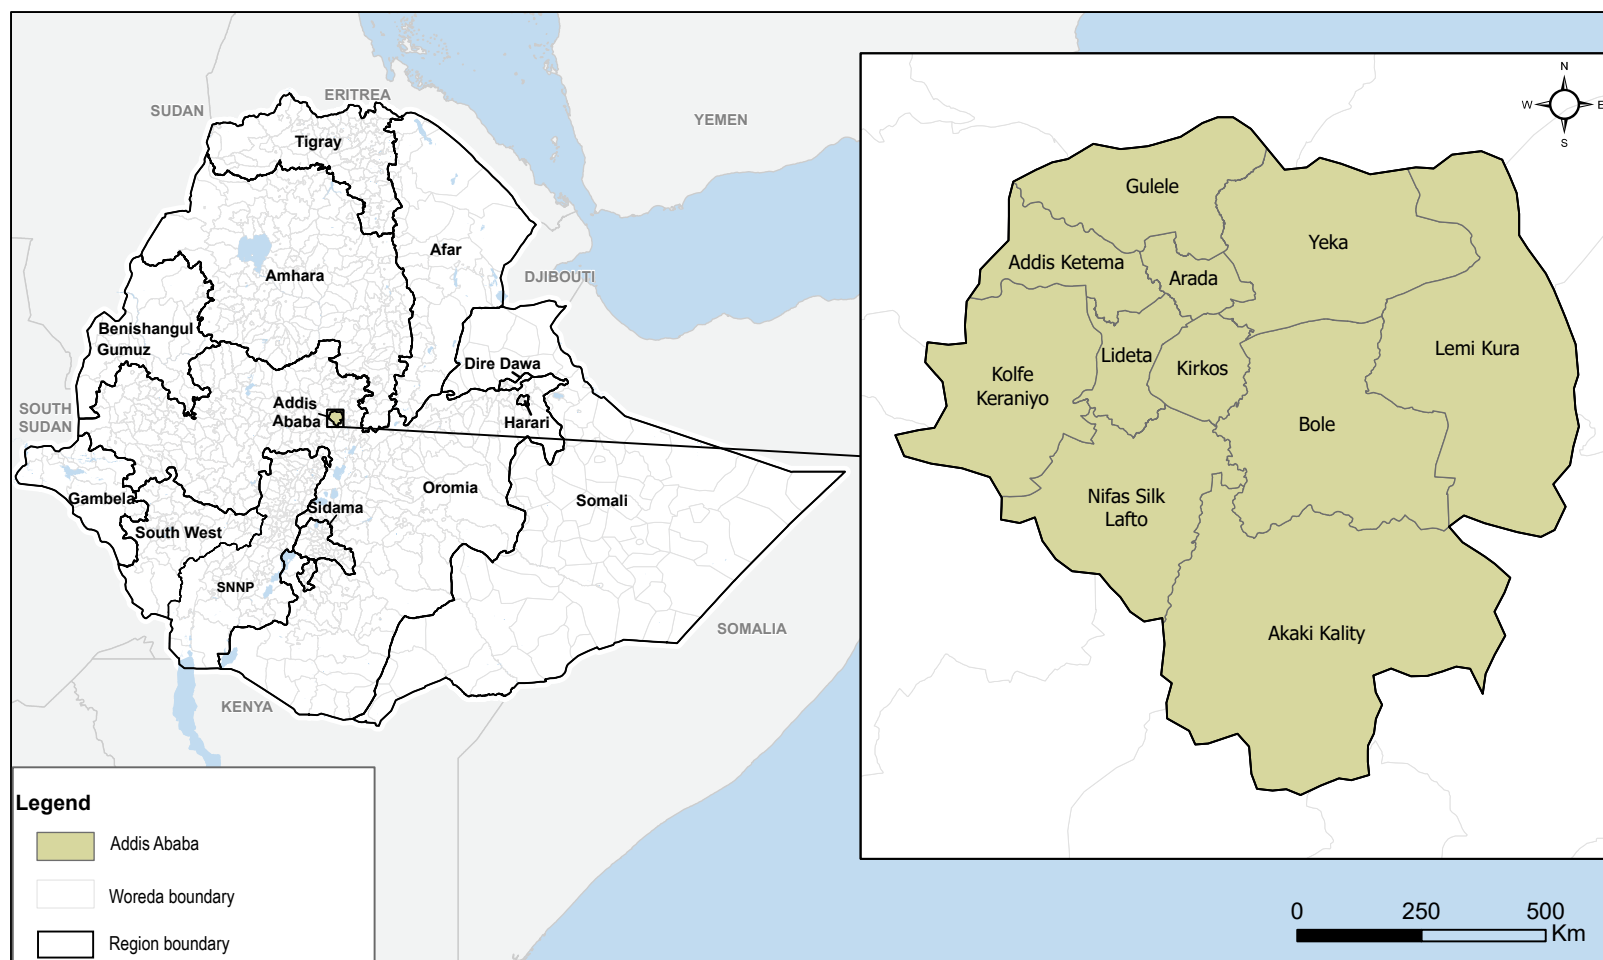 SUDAN
ERITREA
YEMEN
Tigray
Afar
Amhara
DJIBOUTI
Benishangul
Gumuz
Dire Dawa
SOUTH
SUDAN
Addis
Ababa
Harari
Gambela
Oromia
Somali
Sidama
South West
SNNP
SOMALIA
KENYA
Legend
Addis Ababa
Woreda boundary
Region boundary
N
W
E
S
Gulele
Yeka
Addis Ketema
Arada
Lemi Kura
Lideta
Kirkos
Kolfe
Keraniyo
Bole
Nifas Silk
Lafto
Akaki Kality
0 250 500
Km